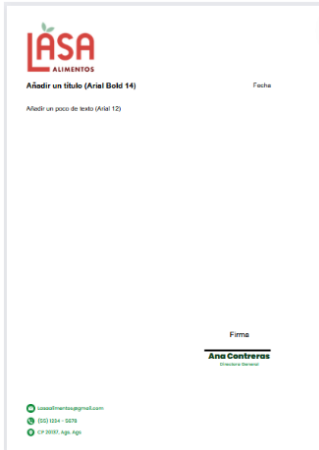 LASA
ALIMENTOS
Añadir un título (Arial Bold 14)
Fecha
Añadir un poco de texto (Arial 12)
Firma
Ana Contreras
Directora General
lasaalimentos@gmail.com
(55) 1234 - 5678
CP 20137, Ags, Ags